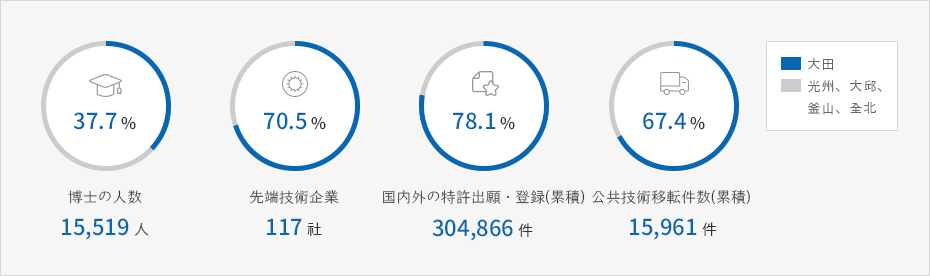 37.7 %
博士の人数
15,519 人
70.5 %
先端技術企業
117 社
78.1 %
国内外の特許出願・登録(累積)
304,866 件
67.4 %
公共技術移転件数(累積)
15,961 件
大田
光州、大邱、
釜山、全北